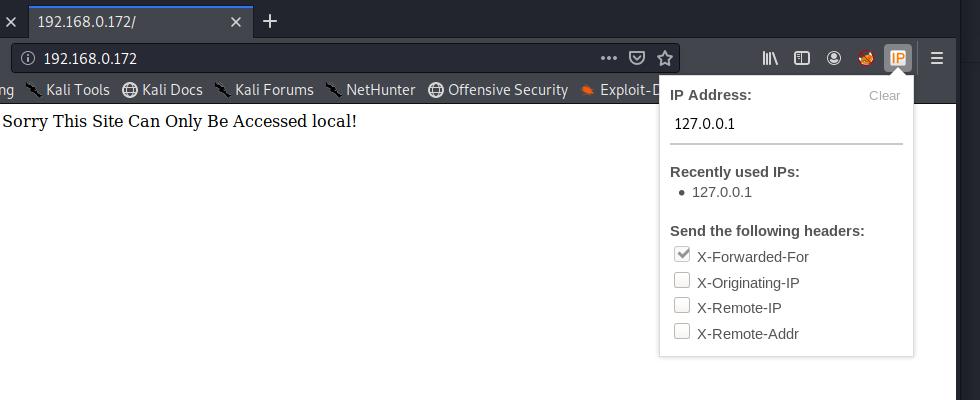 192.168.0.172/
192.168.0.172
ng Kali Tools Kali Docs Kali Forums NetHunter Offensive Security Exploit-D
Sorry This Site Can Only Be Accessed local!
IP
IP Address: Clear
127.0.0.1
Recently used IPs:
127.0.0.1
Send the following headers:
X-Forwarded-For
X-Originating-IP
X-Remote-IP
X-Remote-Addr